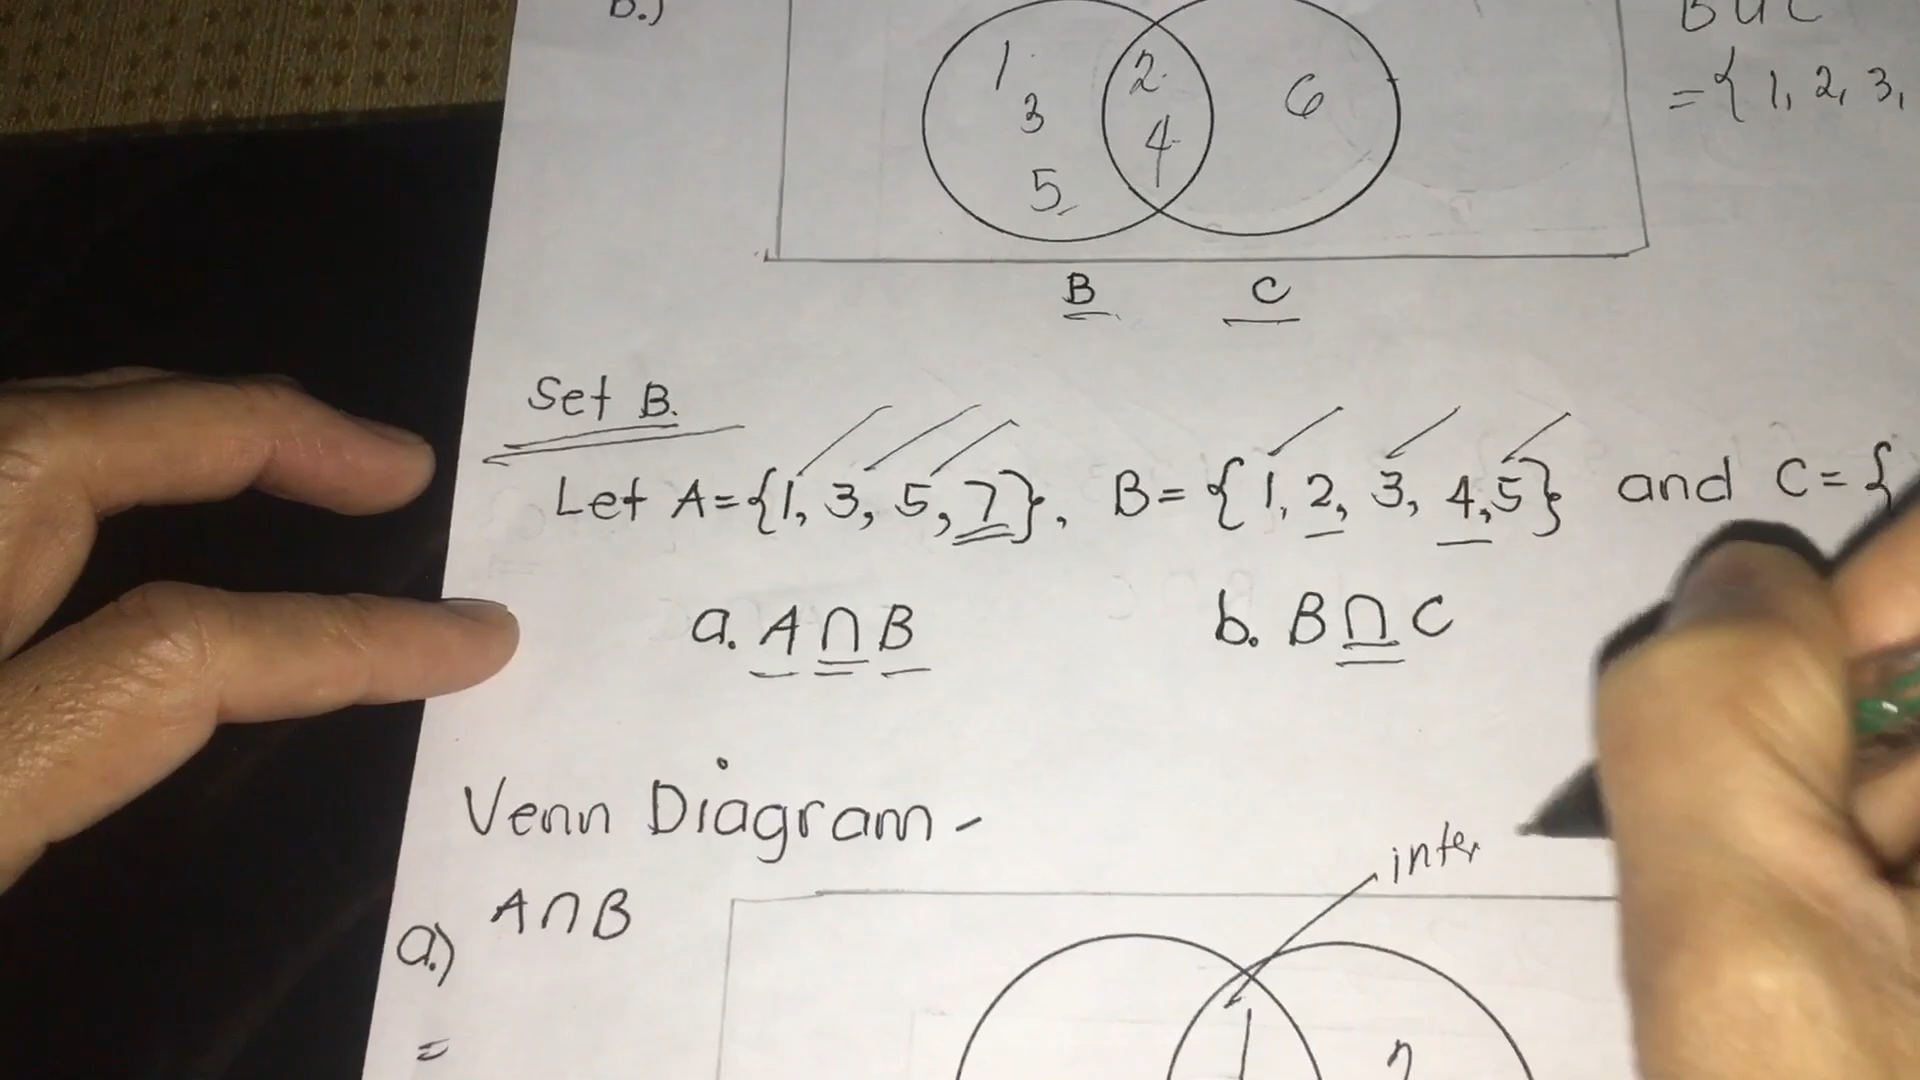 B.)
B U C
= { 1, 2, 3,
1
2
3
4
5
6
B
C
Set B.
Let A={1, 3, 5, 7}, B= { 1, 2, 3, 4,5} and C= {
a. A ∩ B
b. B ∩ C
Venn Diagram -
inter
a.) A∩B
=
1
2